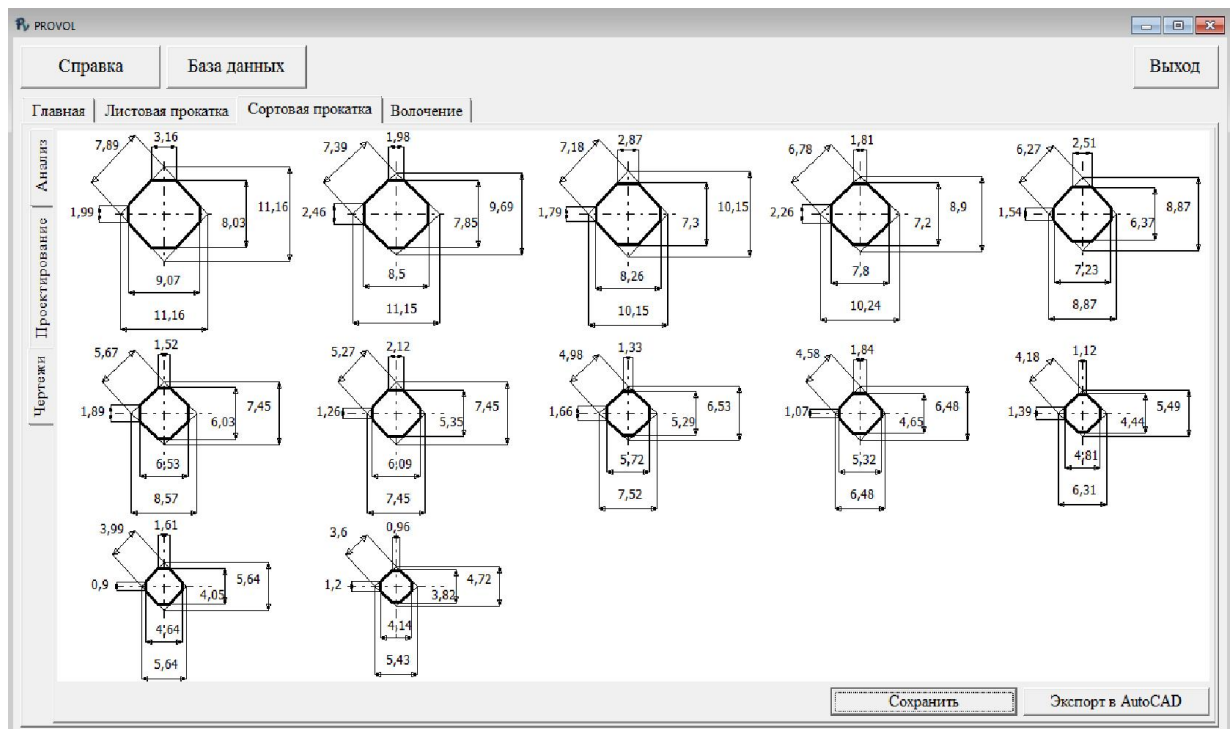 PROVOL
Справка База данных Выход
Главная Листовая прокатка Сортовая прокатка Волочение
Анализ
Проектирование
Чертежи
7,89 3,16 1,99 8,03 11,16 9,07 11,16
7,39 1,98 2,46 7,85 9,69 8,5 11,15
7,18 2,87 1,79 7,3 10,15 8,26 10,15
6,78 1,81 2,26 7,2 8,9 7,8 10,24
6,27 2,51 1,54 6,37 8,87 7,23 8,87
5,67 1,52 1,89 6,03 7,45 6,53 8,57
5,27 2,12 1,26 5,35 7,45 6,09 7,45
4,98 1,33 1,66 5,29 6,53 5,72 7,52
4,58 1,84 1,07 4,65 6,48 5,32 6,48
4,18 1,12 1,39 4,44 5,49 4,81 6,31
3,99 1,61 0,9 4,05 5,64 4,64 5,64
3,6 0,96 1,2 3,82 4,72 4,14 5,43
Сохранить Экспорт в AutoCAD